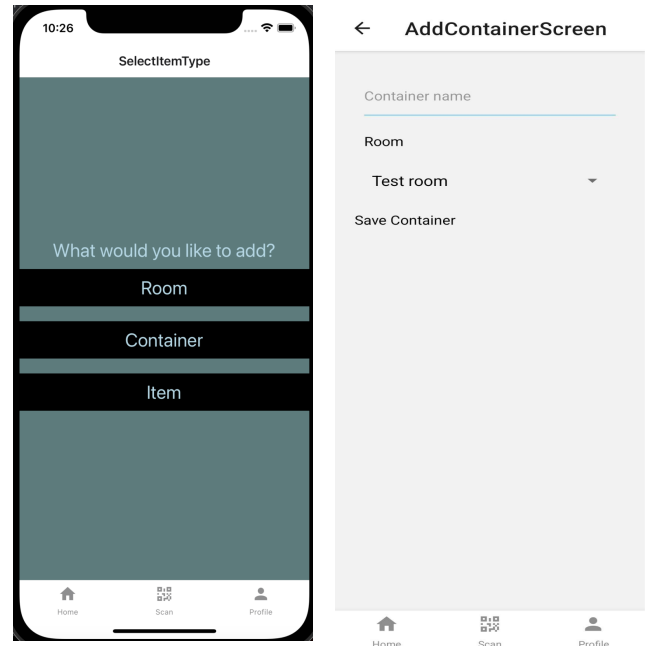 10:26
SelectItemType
What would you like to add?
Room
Container
Item
Home Scan Profile
AddContainerScreen
Container name
Room
Test room
Save Container
Home Scan Profile